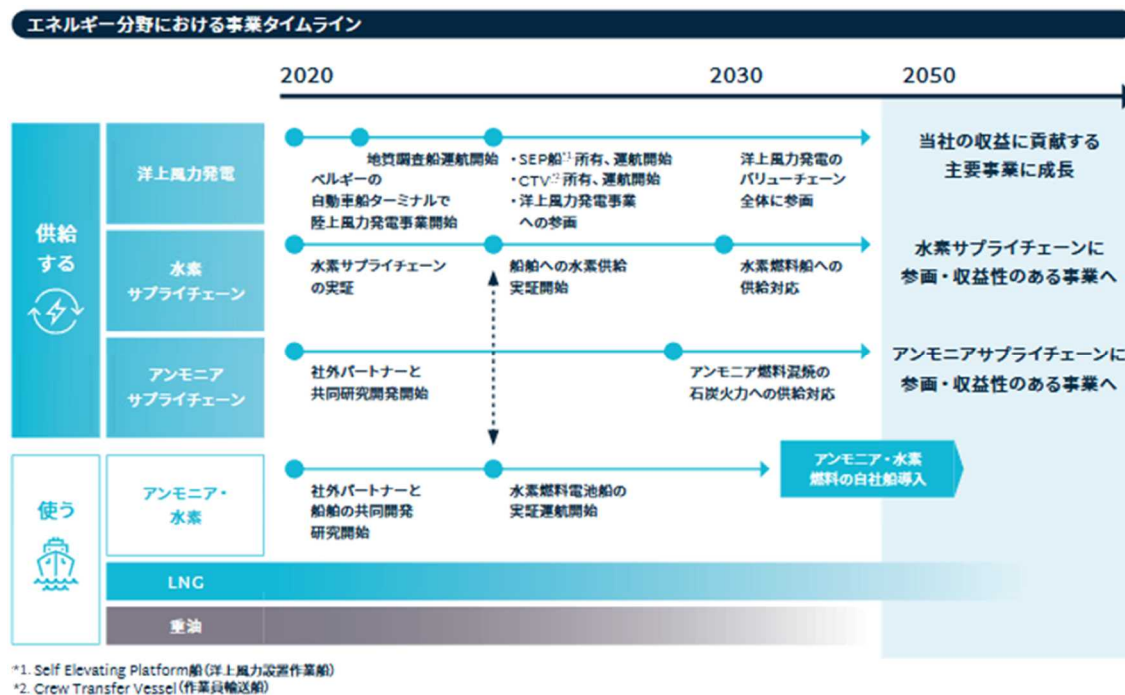 エネルギー分野における事業タイムライン
2020
2030
2050
供給
する
洋上風力発電
地質調査船運航開始
ベルギーの
自動車船ターミナルで
陸上風力発電事業開始
・SEP船*1所有、運航開始
・CTV*2所有、運航開始
・洋上風力発電事業
への参画
洋上風力発電の
バリューチェーン
全体に参画
当社の収益に貢献する
主要事業に成長
水素
サプライチェーン
水素サプライチェーン
の実証
船舶への水素供給
実証開始
水素燃料船への
供給対応
水素サプライチェーンに
参画・収益性のある事業へ
アンモニア
サプライチェーン
社外パートナーと
共同研究開発開始
アンモニア燃料混焼の
石炭火力への供給対応
アンモニアサプライチェーンに
参画・収益性のある事業へ
使う
アンモニア・
水素
社外パートナーと
船舶の共同開発
研究開始
水素燃料電池船の
実証運航開始
アンモニア・水素
燃料の自社船導入
LNG
重油
*1. Self Elevating Platform船(洋上風力設置作業船)
*2. Crew Transfer Vessel(作業員輸送船)